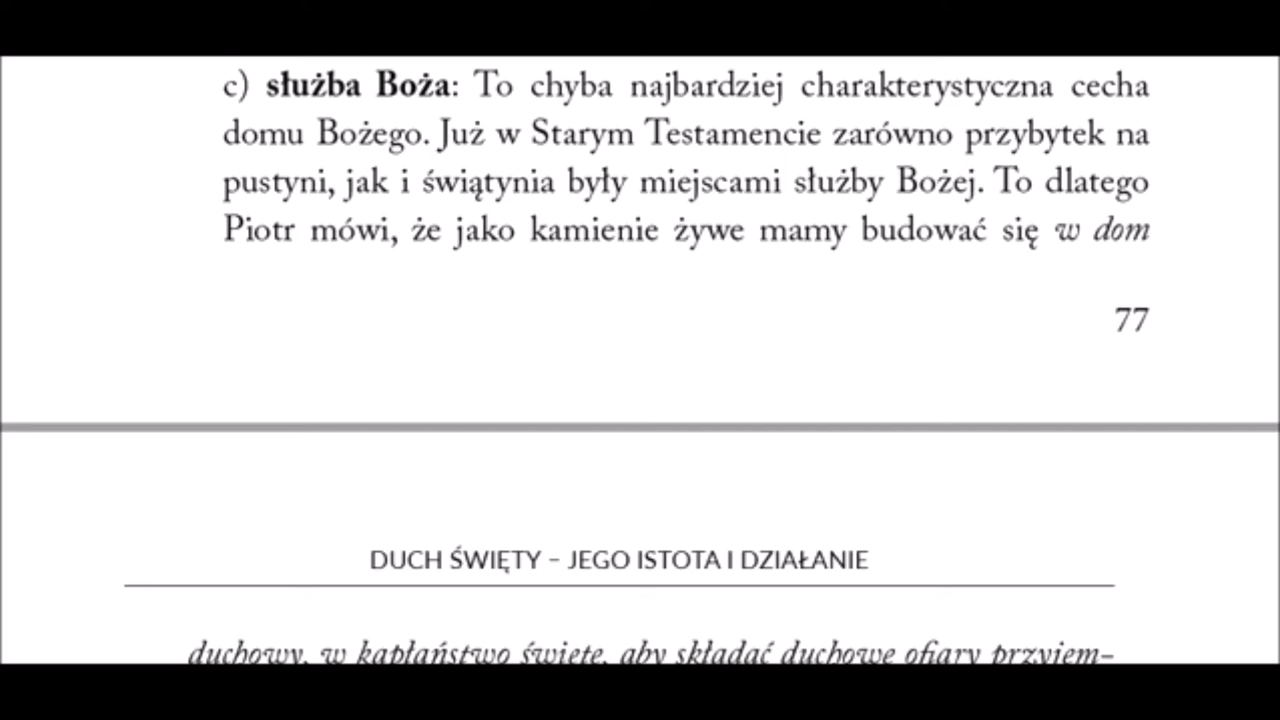 c) służba Boża: To chyba najbardziej charakterystyczna cecha
domu Bożego. Już w Starym Testamencie zarówno przybytek na
pustyni, jak i świątynia były miejscami służby Bożej. To dlatego
Piotr mówi, że jako kamienie żywe mamy budować się w dom
77
DUCH ŚWIĘTY – JEGO ISTOTA I DZIAŁANIE
duchowy, w kapłaństwo święte, aby składać duchowe ofiary przyjem-